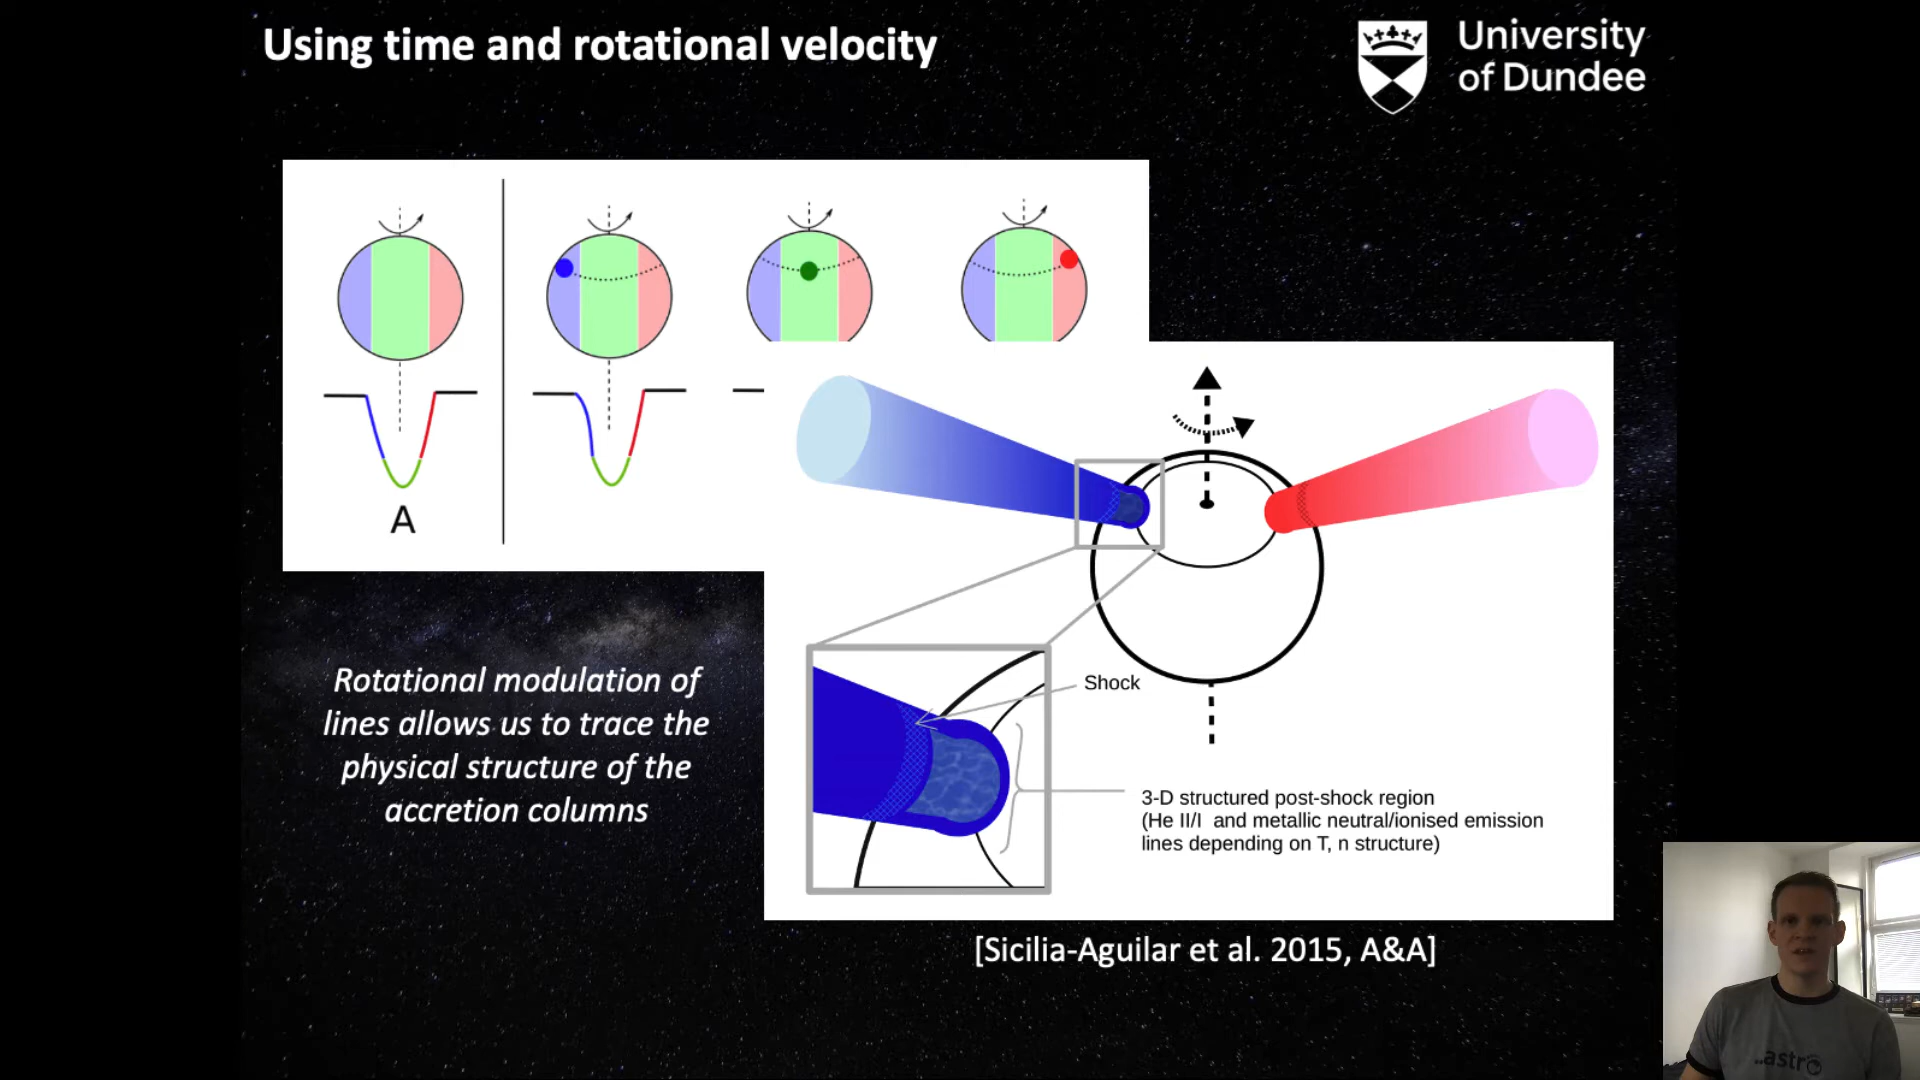 Using time and rotational velocity
University
of Dundee
A
Rotational modulation of
lines allows us to trace the
physical structure of the
accretion columns
Shock
3-D structured post-shock region
(He II/I and metallic neutral/ionised emission
lines depending on T, n structure)
[Sicilia-Aguilar et al. 2015, A&A]
..astro